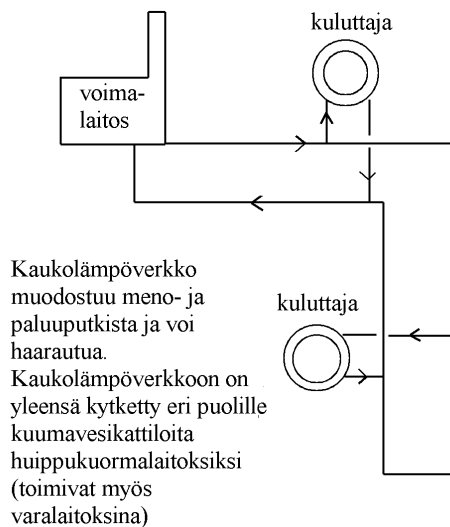 kuluttaja
voima-
laitos
Kaukolämpöverkko
muodostuu meno- ja
paluuputkista ja voi
haarautua.
Kaukolämpöverkkoon on
yleensä kytketty eri puolille
kuumavesikattiloita
huippukuormalaitoksiksi
(toimivat myös
varalaitoksina)
kuluttaja